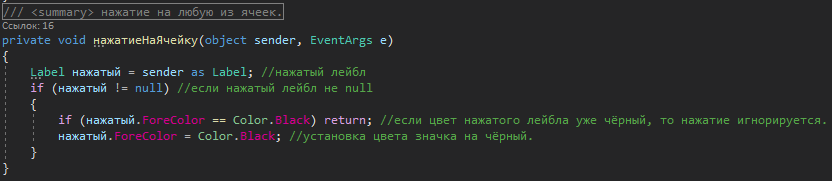 /// <summary> нажатие на любую из ячеек.
Ссылок: 16
private void нажатиеНаЯчейку(object sender, EventArgs e)
{
Label нажатый = sender as Label; //нажатый лейбл
if (нажатый != null) //если нажатый лейбл не null
{
if (нажатый.ForeColor == Color.Black) return; //если цвет нажатого лейбла уже чёрный, то нажатие игнорируется.
нажатый.ForeColor = Color.Black; //установка цвета значка на чёрный.
}
}